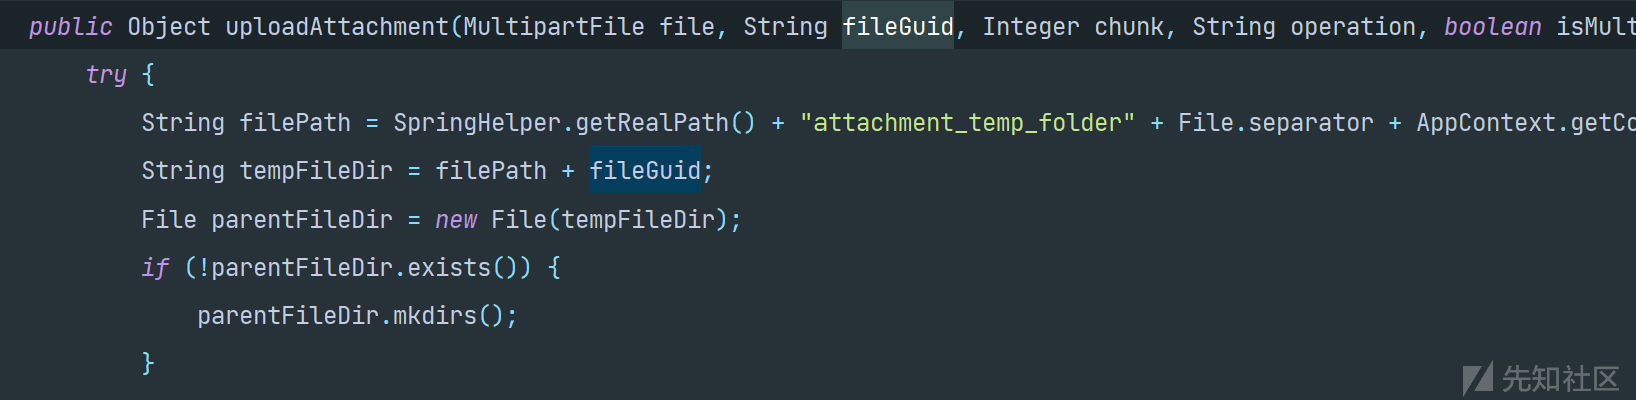 public Object uploadAttachment(MultipartFile file, String fileGuid, Integer chunk, String operation, boolean isMult
try {
String filePath = SpringHelper.getRealPath() + "attachment_temp_folder" + File.separator + AppContext.getCo
String tempFileDir = filePath + fileGuid;
File parentFileDir = new File(tempFileDir);
if (!parentFileDir.exists()) {
parentFileDir.mkdirs();
}
先知社区